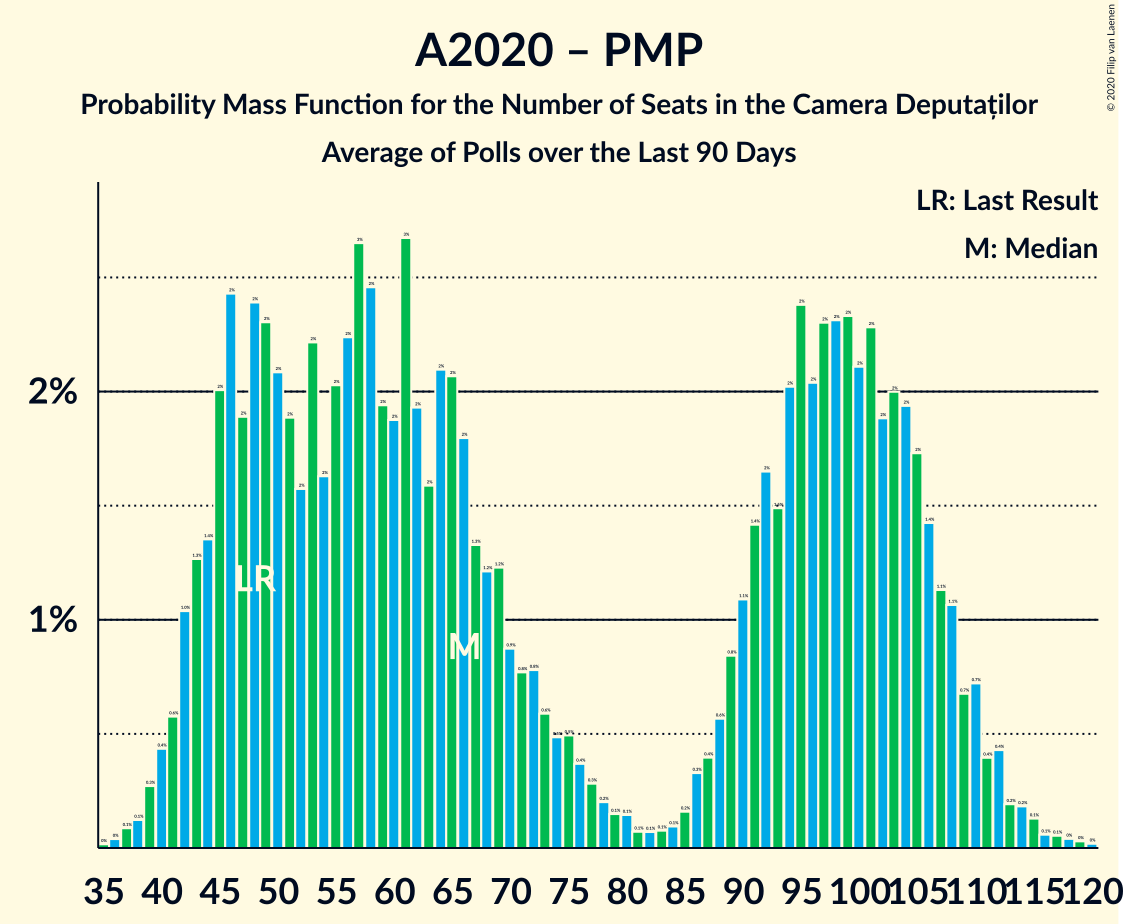 A2020 – PMP
Probability Mass Function for the Number of Seats in the Camera Deputaților
Average of Polls over the Last 90 Days
© 2020 Filip van Laenen
LR: Last Result
M: Median
2%
1%
LR
M
35 40 45 50 55 60 65 70 75 80 85 90 95 100 105 110 115 120